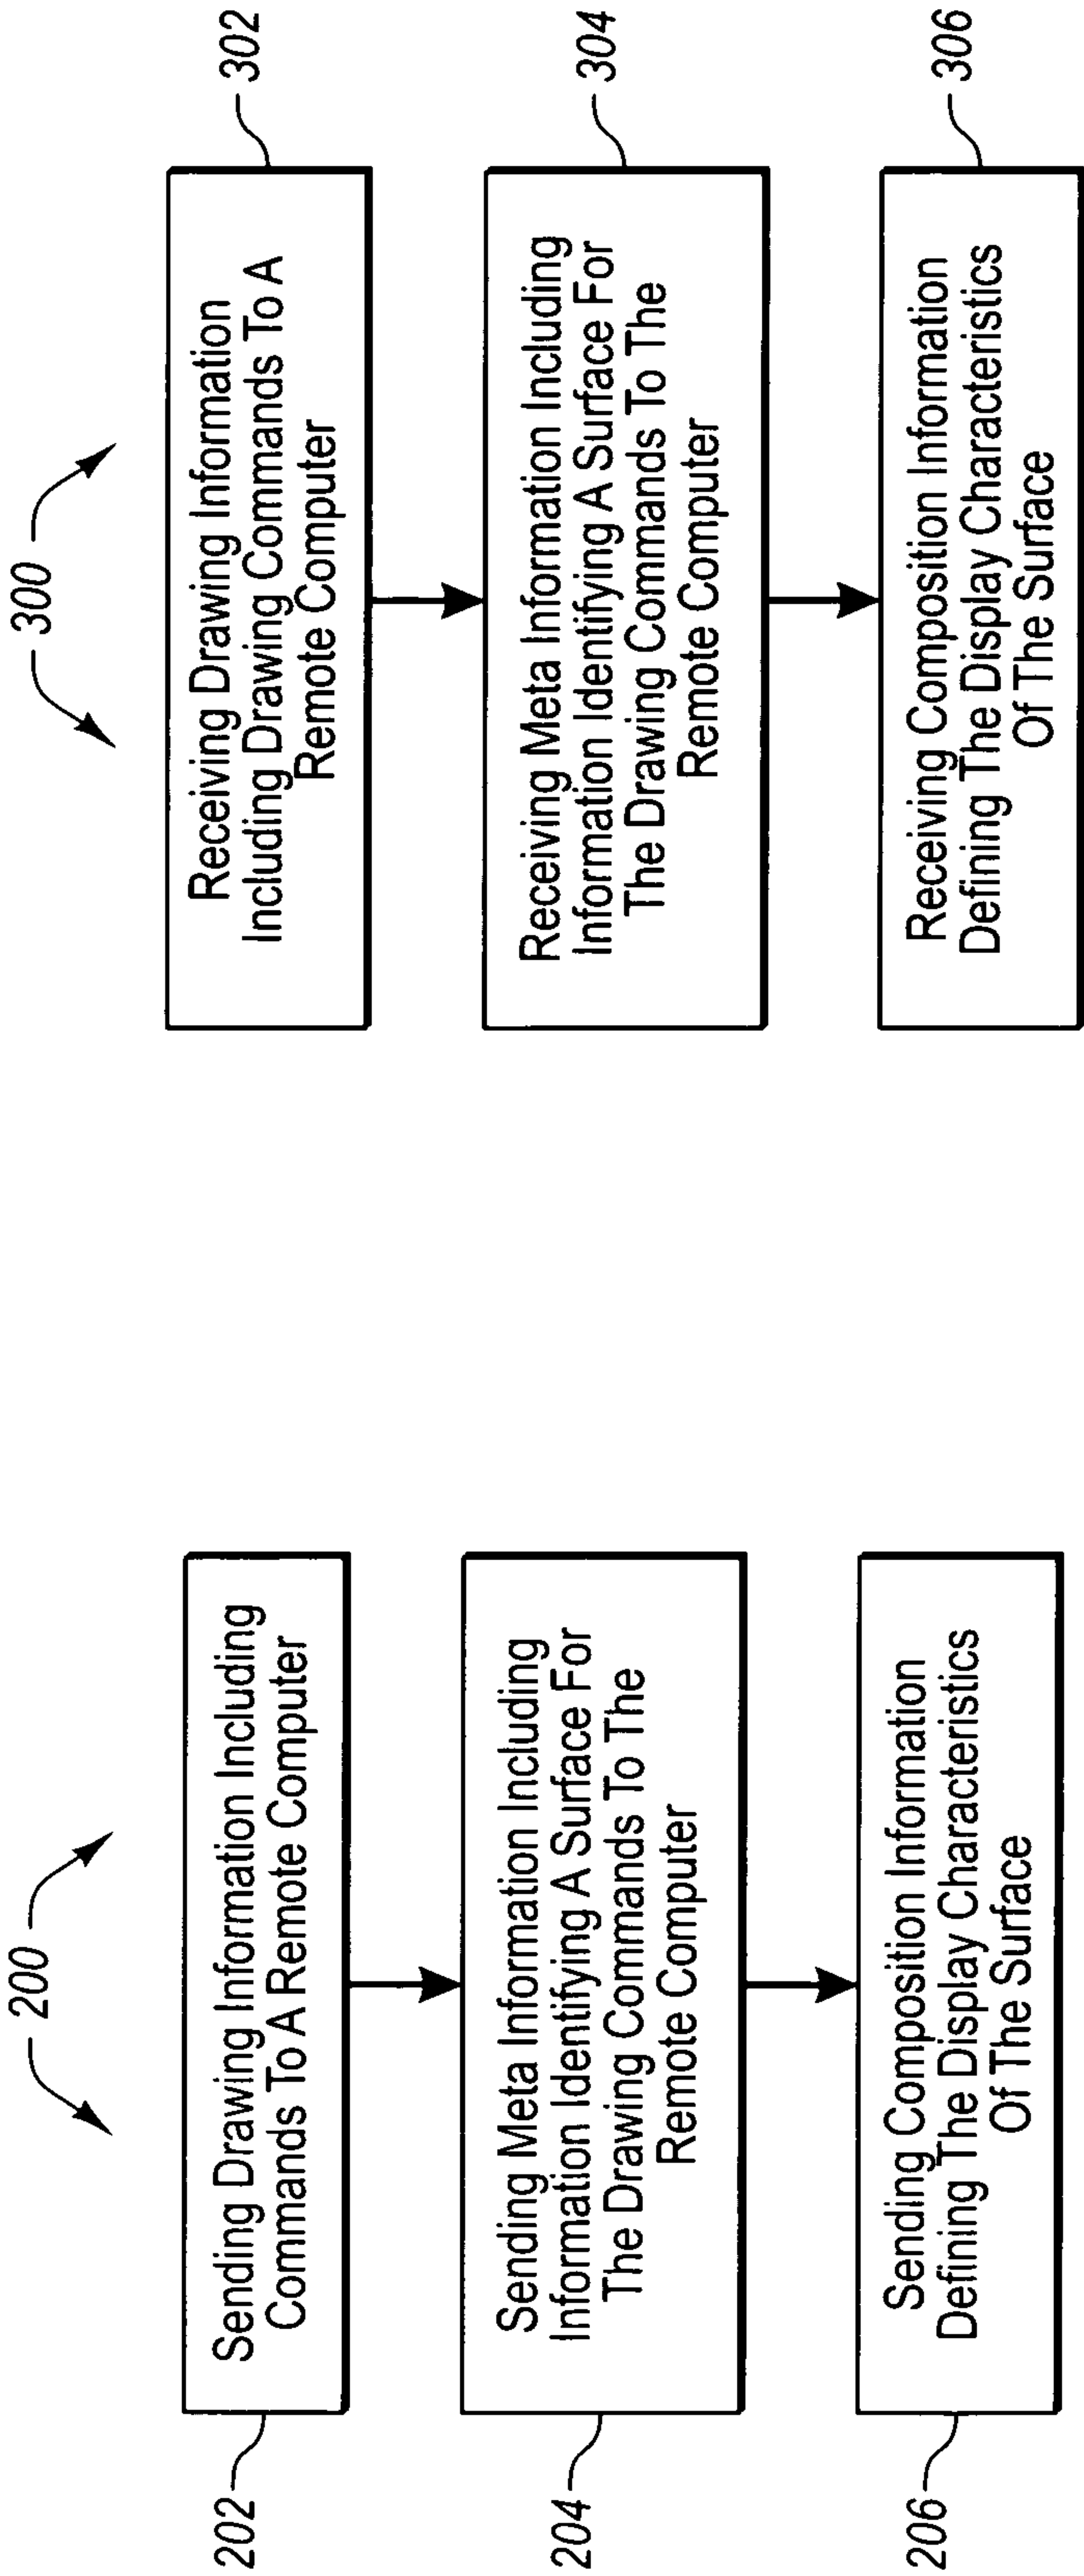 200
202
Sending Drawing Information Including
Commands To A Remote Computer
204
Sending Meta Information Including
Information Identifying A Surface For
The Drawing Commands To The
Remote Computer
206
Sending Composition Information
Defining The Display Characteristics
Of The Surface
300
302
Receiving Drawing Information
Including Drawing Commands To A
Remote Computer
304
Receiving Meta Information Including
Information Identifying A Surface For
The Drawing Commands To The
Remote Computer
306
Receiving Composition Information
Defining The Display Characteristics
Of The Surface